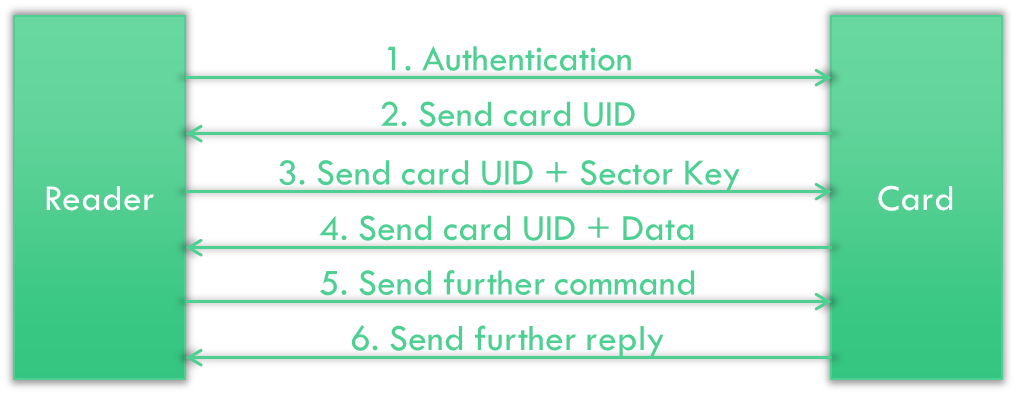 1. Authentication
2. Send card UID
3. Send card UID + Sector Key
Reader
Card
4. Send card UID + Data
5. Send further command
6. Send further reply